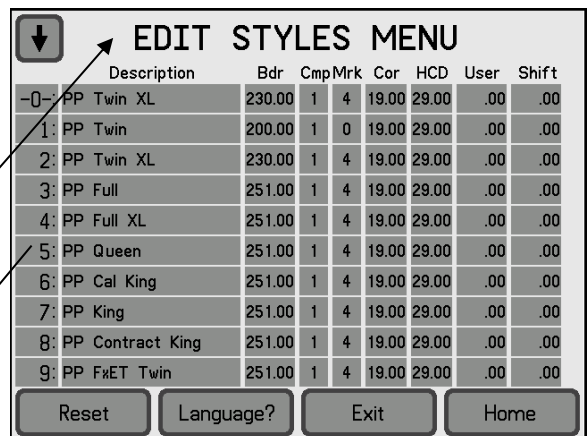 EDIT STYLES MENU
Description Bdr Cmp Mrk Cor HCD User Shift
-0-: PP Twin XL 230.00 1 4 19.00 29.00 .00 .00
1: PP Twin 200.00 1 0 19.00 29.00 .00 .00
2: PP Twin XL 230.00 1 4 19.00 29.00 .00 .00
3: PP Full 251.00 1 4 19.00 29.00 .00 .00
4: PP Full XL 251.00 1 4 19.00 29.00 .00 .00
5: PP Queen 251.00 1 4 19.00 29.00 .00 .00
6: PP Cal King 251.00 1 4 19.00 29.00 .00 .00
7: PP King 251.00 1 4 19.00 29.00 .00 .00
8: PP Contract King 251.00 1 4 19.00 29.00 .00 .00
9: PP FxET Twin 251.00 1 4 19.00 29.00 .00 .00
Reset Language? Exit Home